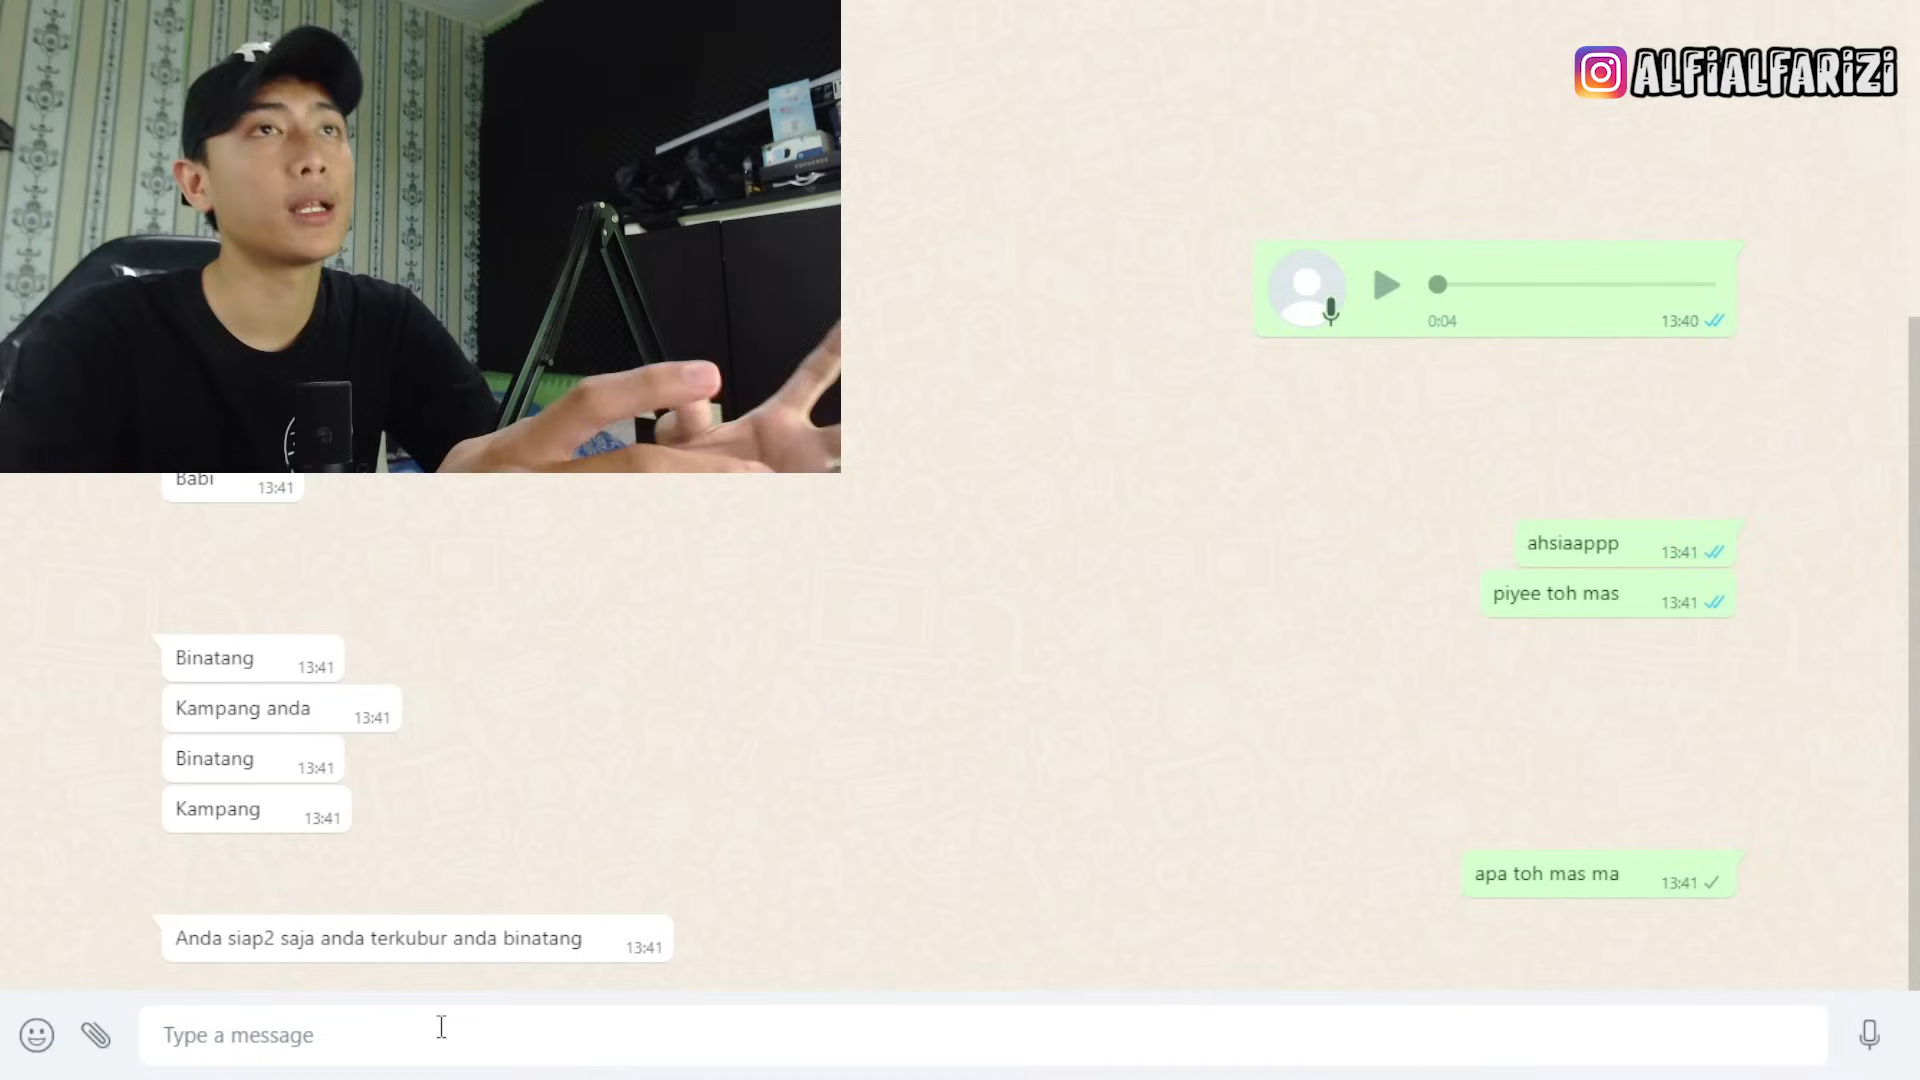 ALFiALFARiZi
CONVERSE
0:04
13:40
Babi
13:41
ahsiaappp
13:41
piyee toh mas
13:41
Binatang
13:41
Kampang anda
13:41
Binatang
13:41
Kampang
13:41
apa toh mas ma
13:41
Anda siap2 saja anda terkubur anda binatang
13:41
Type a message